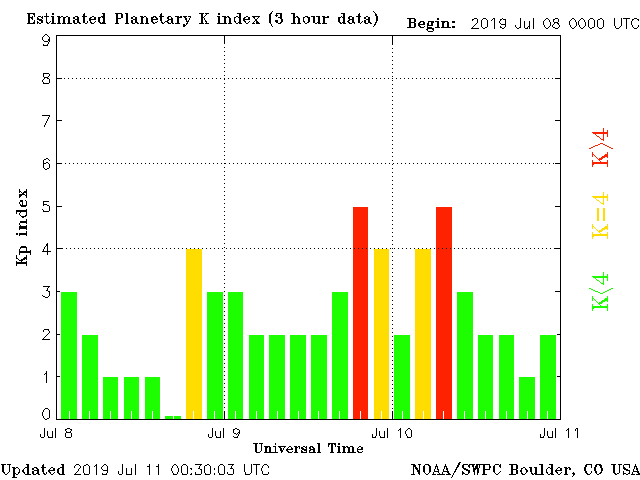 Estimated Planetary K index (3 hour data) Begin: 2019 Jul 08 0000 UTC
9
8
7
6
5
4
3
2
1
0
Kp index
K>4
K=4
K<4
Jul 8 Jul 9 Jul 10 Jul 11
Universal Time
Updated 2019 Jul 11 00:30:03 UTC NOAA/SWPC Boulder, CO USA